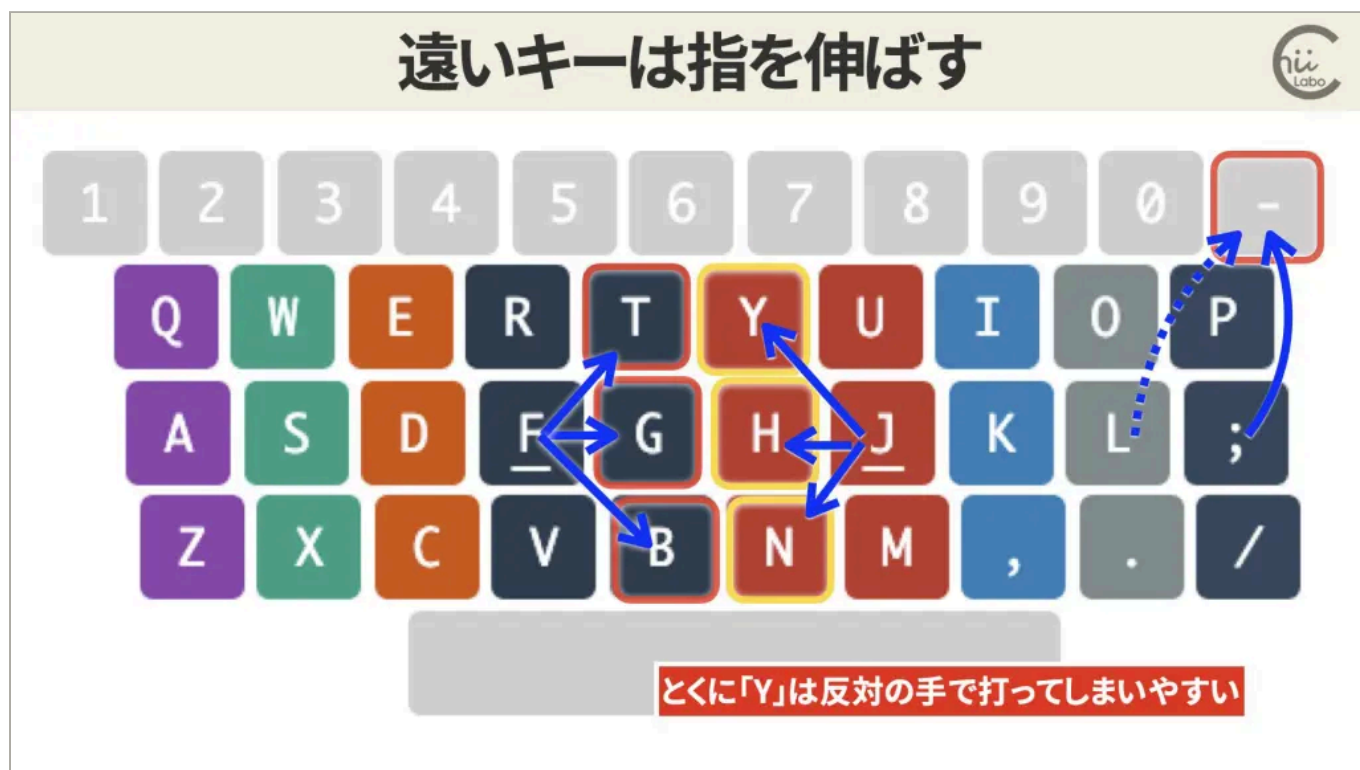 遠いキーは指を伸ばす
hii
Labo
1 2 3 4 5 6 7 8 9 0 -
Q W E R T Y U I O P
A S D F G H J K L ;
Z X C V B N M , . /
とくに「Y」は反対の手で打ってしまいやすい